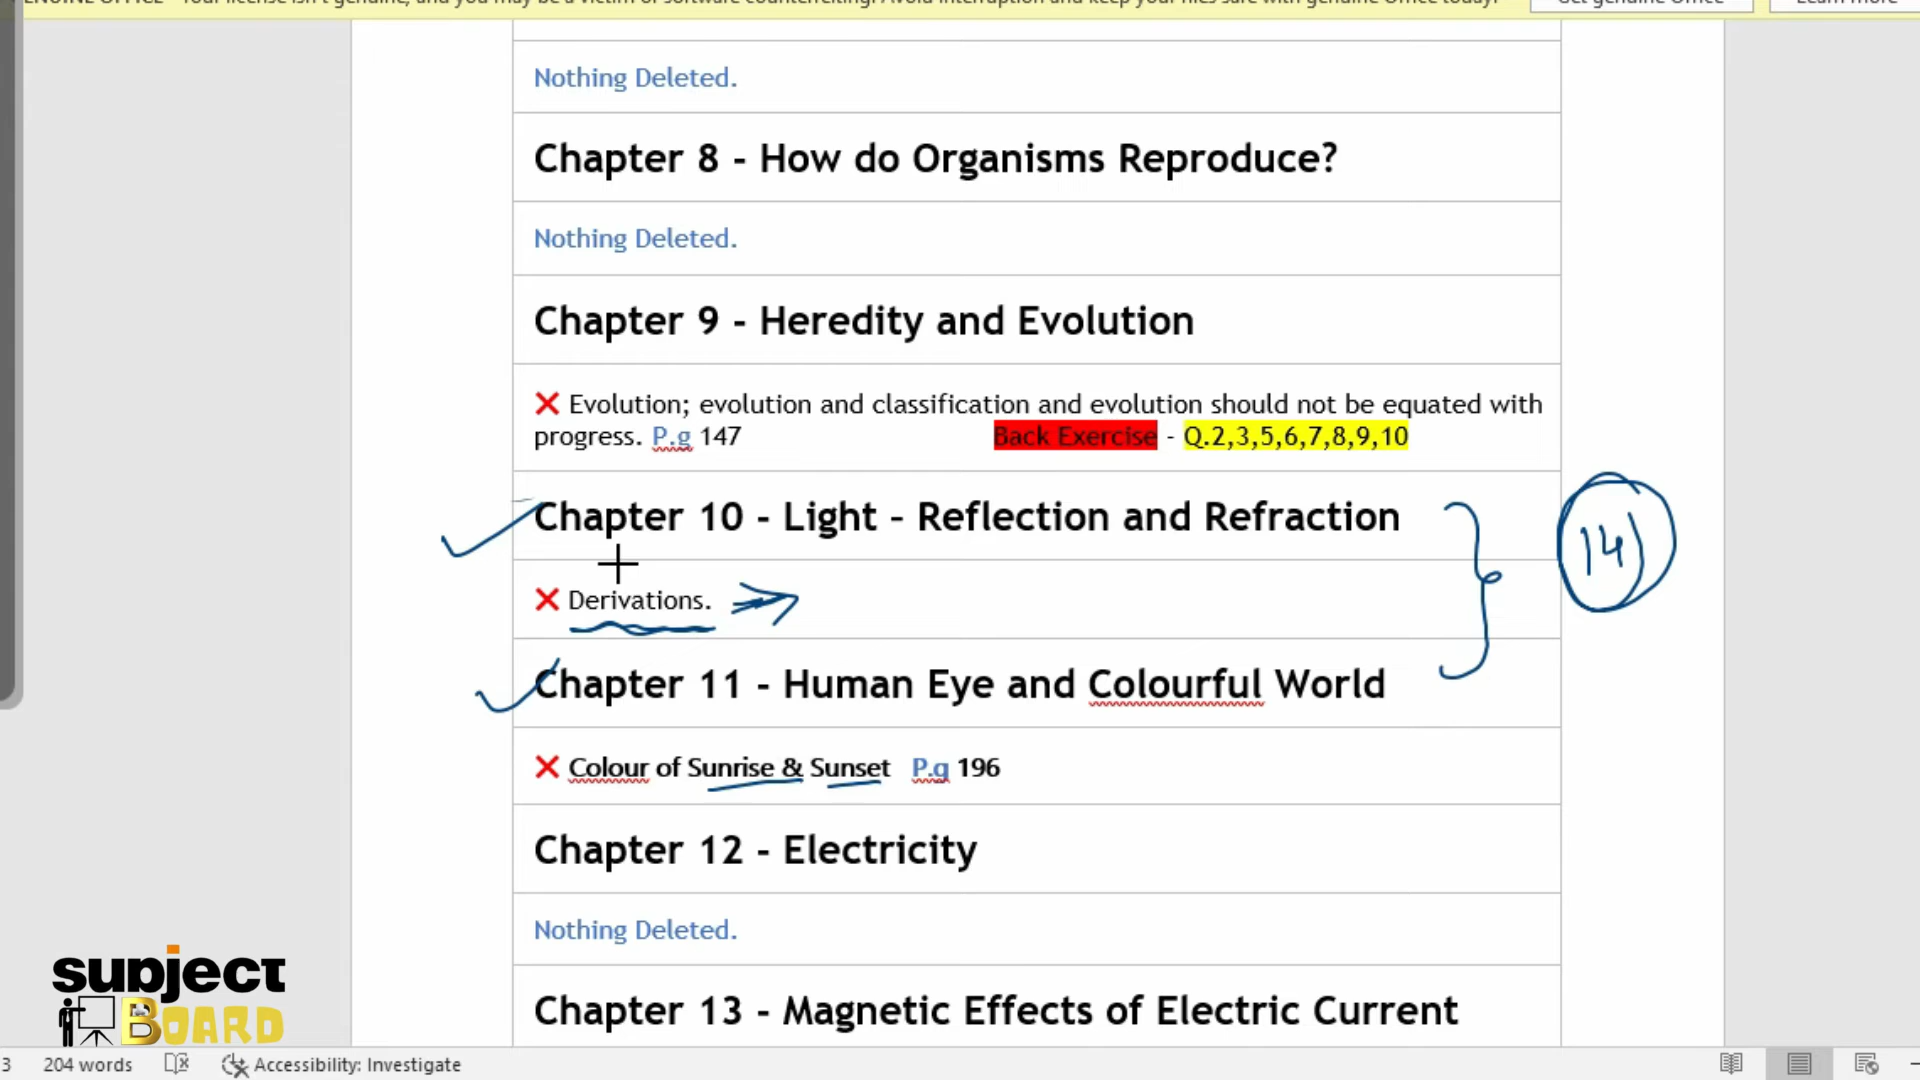 Nothing Deleted.
Chapter 8 - How do Organisms Reproduce?
Nothing Deleted.
Chapter 9 - Heredity and Evolution
❌ Evolution; evolution and classification and evolution should not be equated with
progress. P.g 147 Back Exercise - Q.2,3,5,6,7,8,9,10
Chapter 10 - Light – Reflection and Refraction
14
❌ Derivations.
Chapter 11 - Human Eye and Colourful World
❌ Colour of Sunrise & Sunset P.g 196
Chapter 12 - Electricity
Nothing Deleted.
Chapter 13 - Magnetic Effects of Electric Current
subject
BOARD
3 204 words Accessibility: Investigate